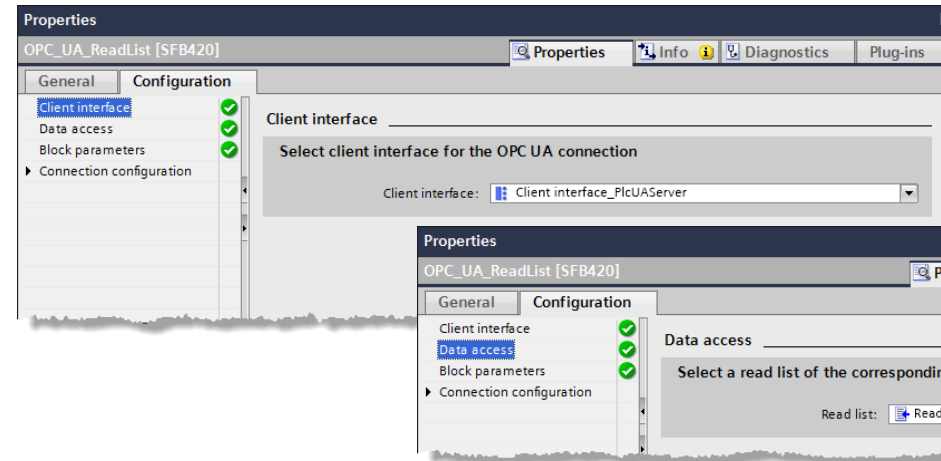 Properties
OPC_UA_ReadList [SFB420]
Properties Info Diagnostics Plug-ins
General Configuration
Client interface
Data access
Block parameters
Connection configuration
Client interface
Select client interface for the OPC UA connection
Client interface: Client interface_PlcUAServer
Properties
OPC_UA_ReadList [SFB420]
General Configuration
Client interface
Data access
Block parameters
Connection configuration
Data access
Select a read list of the
Read list: Read